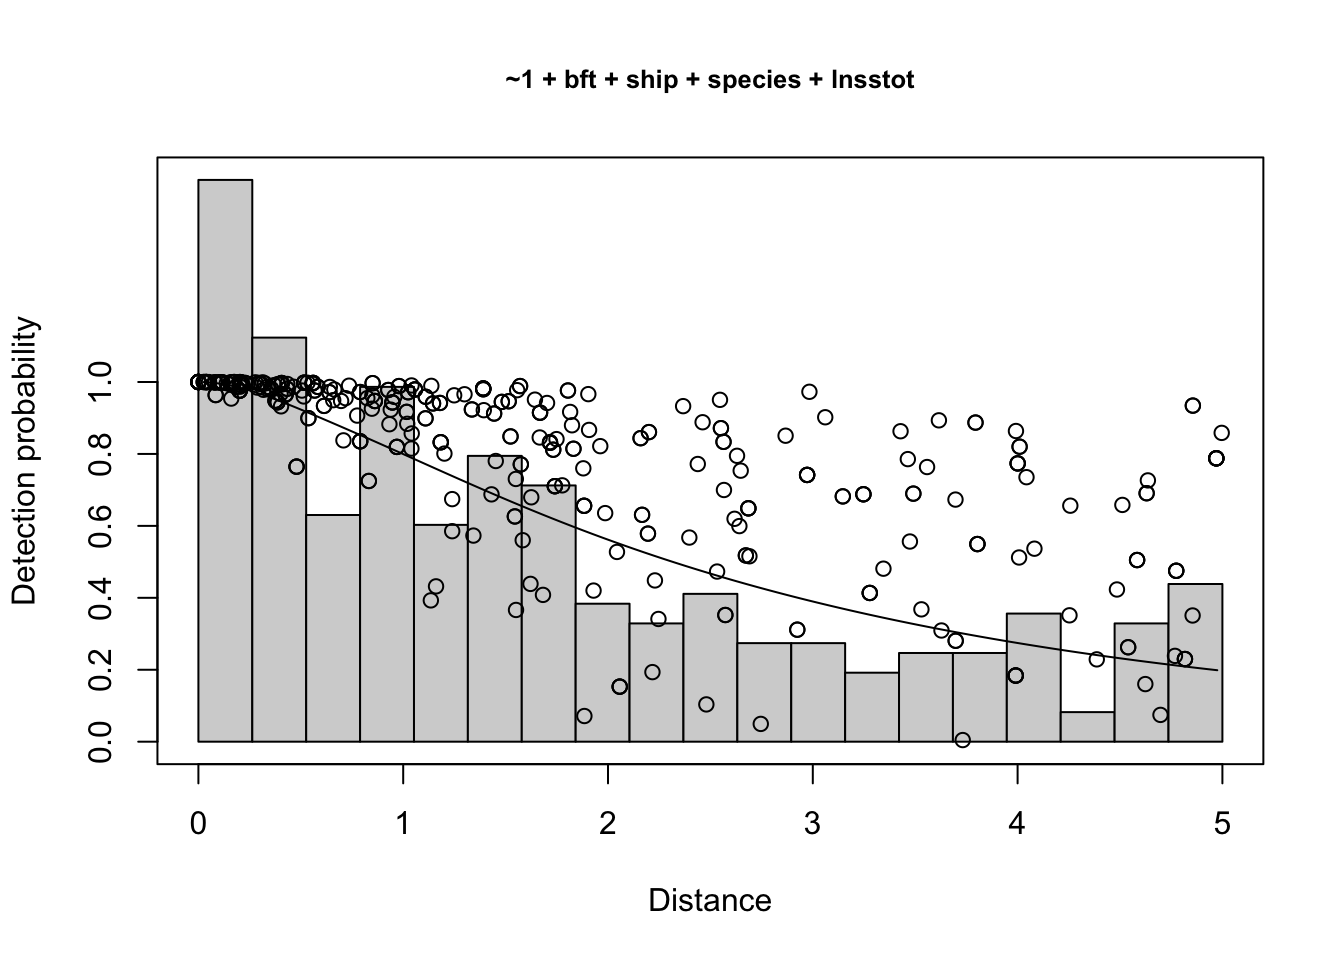 ~1 + bft + ship + species + lnsstot
Detection probability
1.0
0.8
0.6
0.4
0.2
0.0
0 1 2 3 4 5
Distance